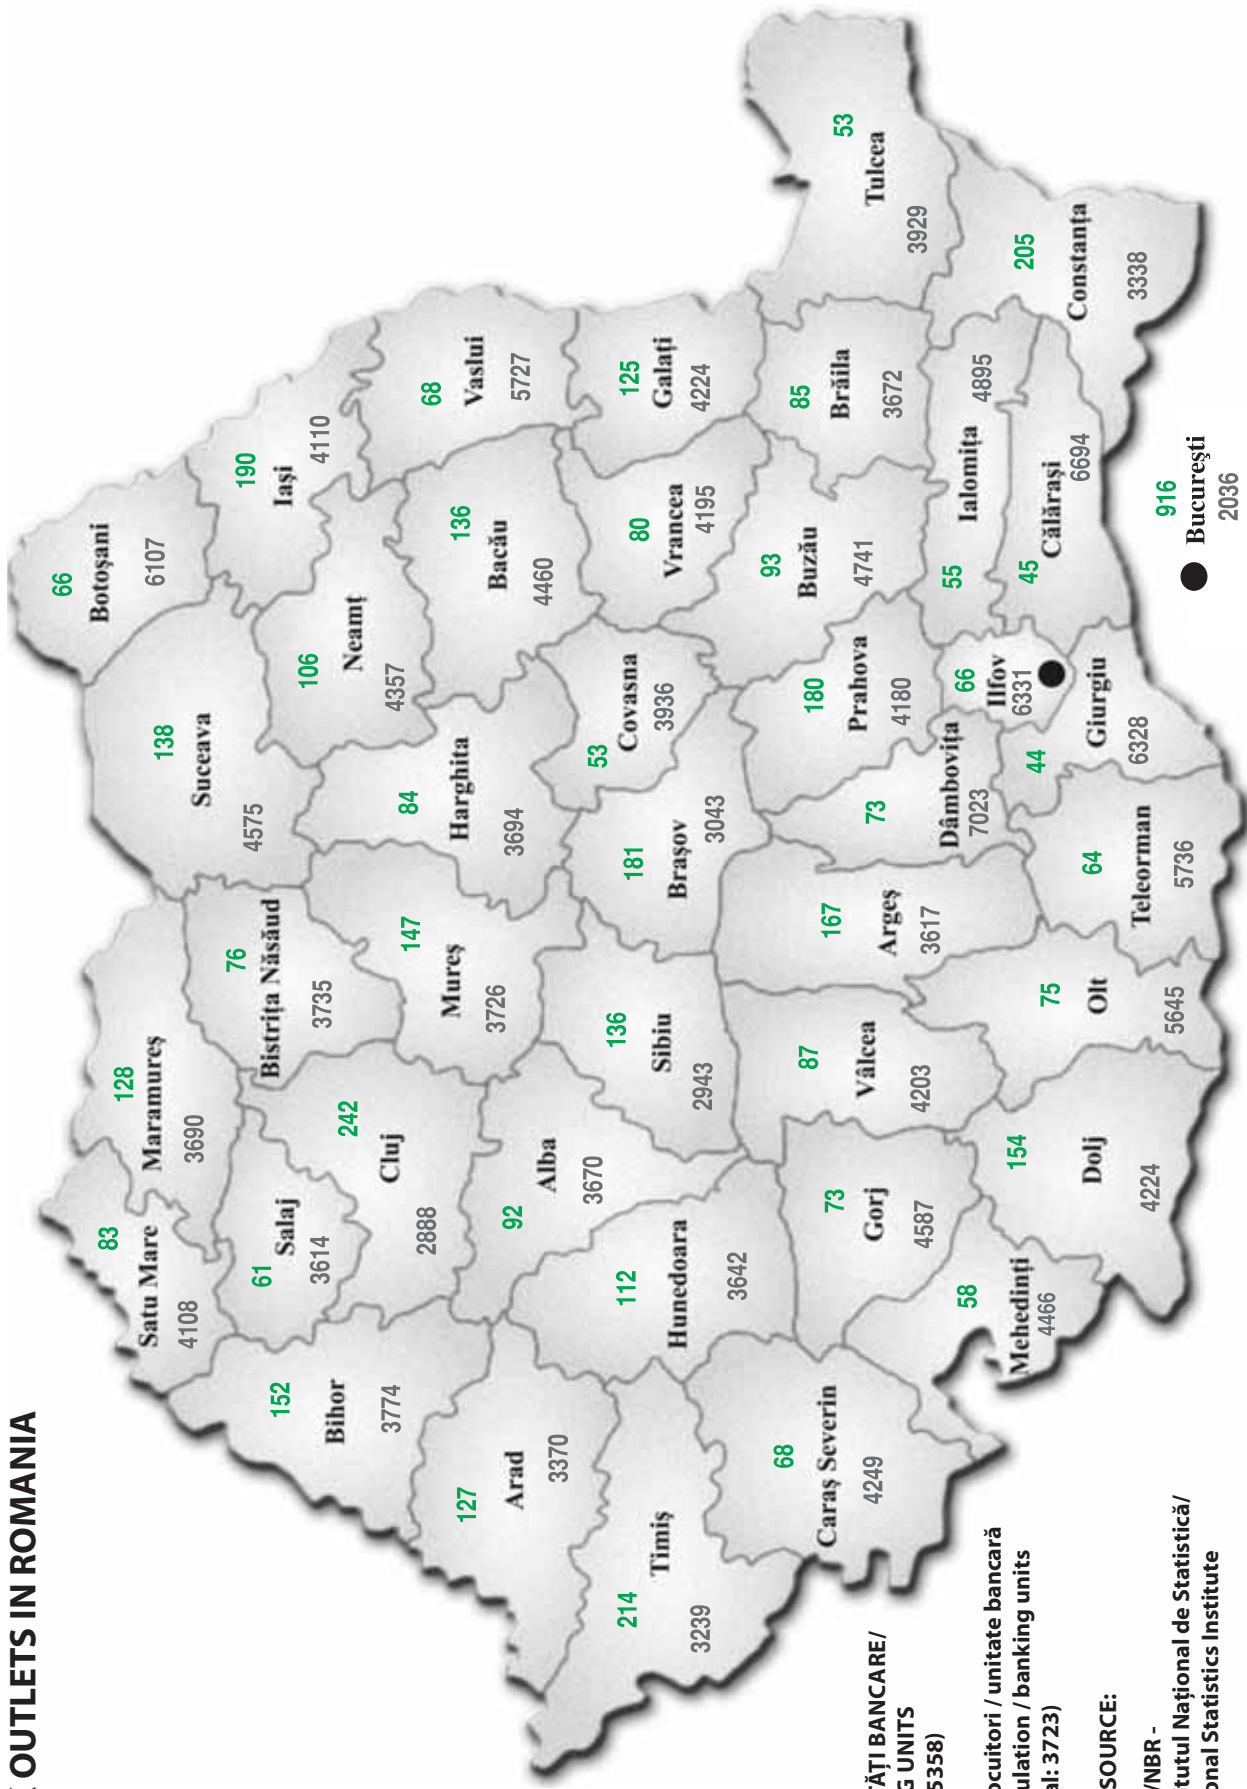 OUTLETS IN ROMANIA
66
Botoșani
6107
138
Suceava
4575
190
Iași
4110
128
Maramureș
3690
83
Satu Mare
4108
76
Bistrița Năsăud
3735
106
Neamț
4357
61
Salaj
3614
152
Bihor
3774
242
Cluj
2888
147
Mureș
3726
84
Harghita
3694
136
Bacău
4460
68
Vaslui
5727
127
Arad
3370
92
Alba
3670
136
Sibiu
2943
181
Brașov
3043
53
Covasna
3936
80
Vrancea
4195
125
Galați
4224
214
Timiș
3239
112
Hunedoara
3642
68
Caraș Severin
4249
73
Gorj
4587
87
Vâlcea
4203
167
Argeș
3617
73
Dâmbovița
7023
180
Prahova
4180
93
Buzău
4741
85
Brăila
3672
53
Tulcea
3929
58
Mehedinți
4466
154
Dolj
4224
75
Olt
5645
64
Teleorman
5736
44
Giurgiu
6328
66
Ilfov
6331
55
Ialomița
4895
45
Călărași
6694
205
Constanța
3338
916
București
2036
ĂȚI BANCARE/
G UNITS
5358)
ocuitori / unitate bancară
ulation / banking units
al: 3723)
SOURCE:
/NBR -
tutul Național de Statistică/
onal Statistics Institute